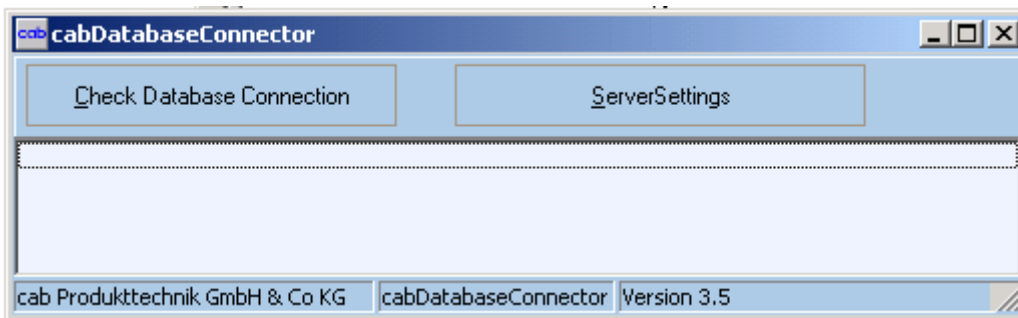 cab cabDatabaseConnector
Check Database Connection ServerSettings
cab Produkttechnik GmbH & Co KG cabDatabaseConnector Version 3.5